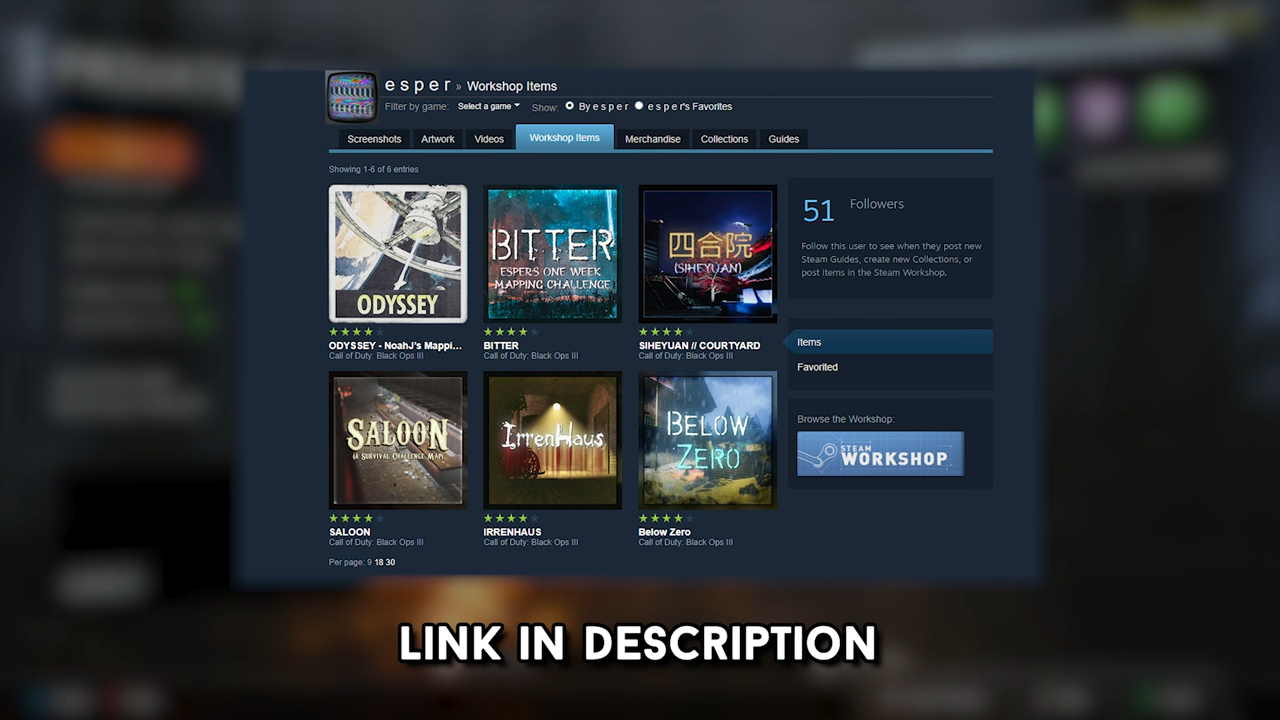 e s p e r » Workshop Items
Filter by game: Select a game Show: By e s p e r e s p e r's Favorites
Screenshots Artwork Videos Workshop Items Merchandise Collections Guides
Showing 1-6 of 6 entries
ODYSSEY
BITTER
ESPERS ONE WEEK
MAPPING CHALLENGE
四合院
(SIHEYUAN)
ODYSSEY - NoahJ's Mappi...
Call of Duty: Black Ops III
BITTER
Call of Duty: Black Ops III
SIHEYUAN // COURTYARD
Call of Duty: Black Ops III
SALOON
(A SURVIVAL CHALLENGE MAP)
IrrenHaus
BELOW
ZERO
SALOON
Call of Duty: Black Ops III
IRRENHAUS
Call of Duty: Black Ops III
Below Zero
Call of Duty: Black Ops III
Per page: 9 18 30
51 Followers
Follow this user to see when they post new
Steam Guides, create new Collections, or
post items in the Steam Workshop.
Items
Favorited
Browse the Workshop:
STEAM
WORKSHOP
LINK IN DESCRIPTION